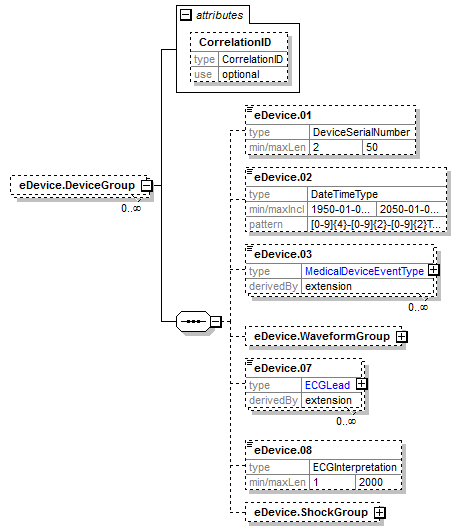 attributes
CorrelationID
type CorrelationID
use optional
eDevice.DeviceGroup
0..∞
eDevice.01
type DeviceSerialNumber
min/maxLen 2 50
eDevice.02
type DateTimeType
min/maxIncl 1950-01-0... 2050-01-0...
pattern [0-9]{4}-[0-9]{2}-[0-9]{2}T...
eDevice.03
type MedicalDeviceEventType
derivedBy extension
0..∞
eDevice.WaveformGroup
eDevice.07
type ECGLead
derivedBy extension
0..∞
eDevice.08
type ECGInterpretation
min/maxLen 1 2000
eDevice.ShockGroup